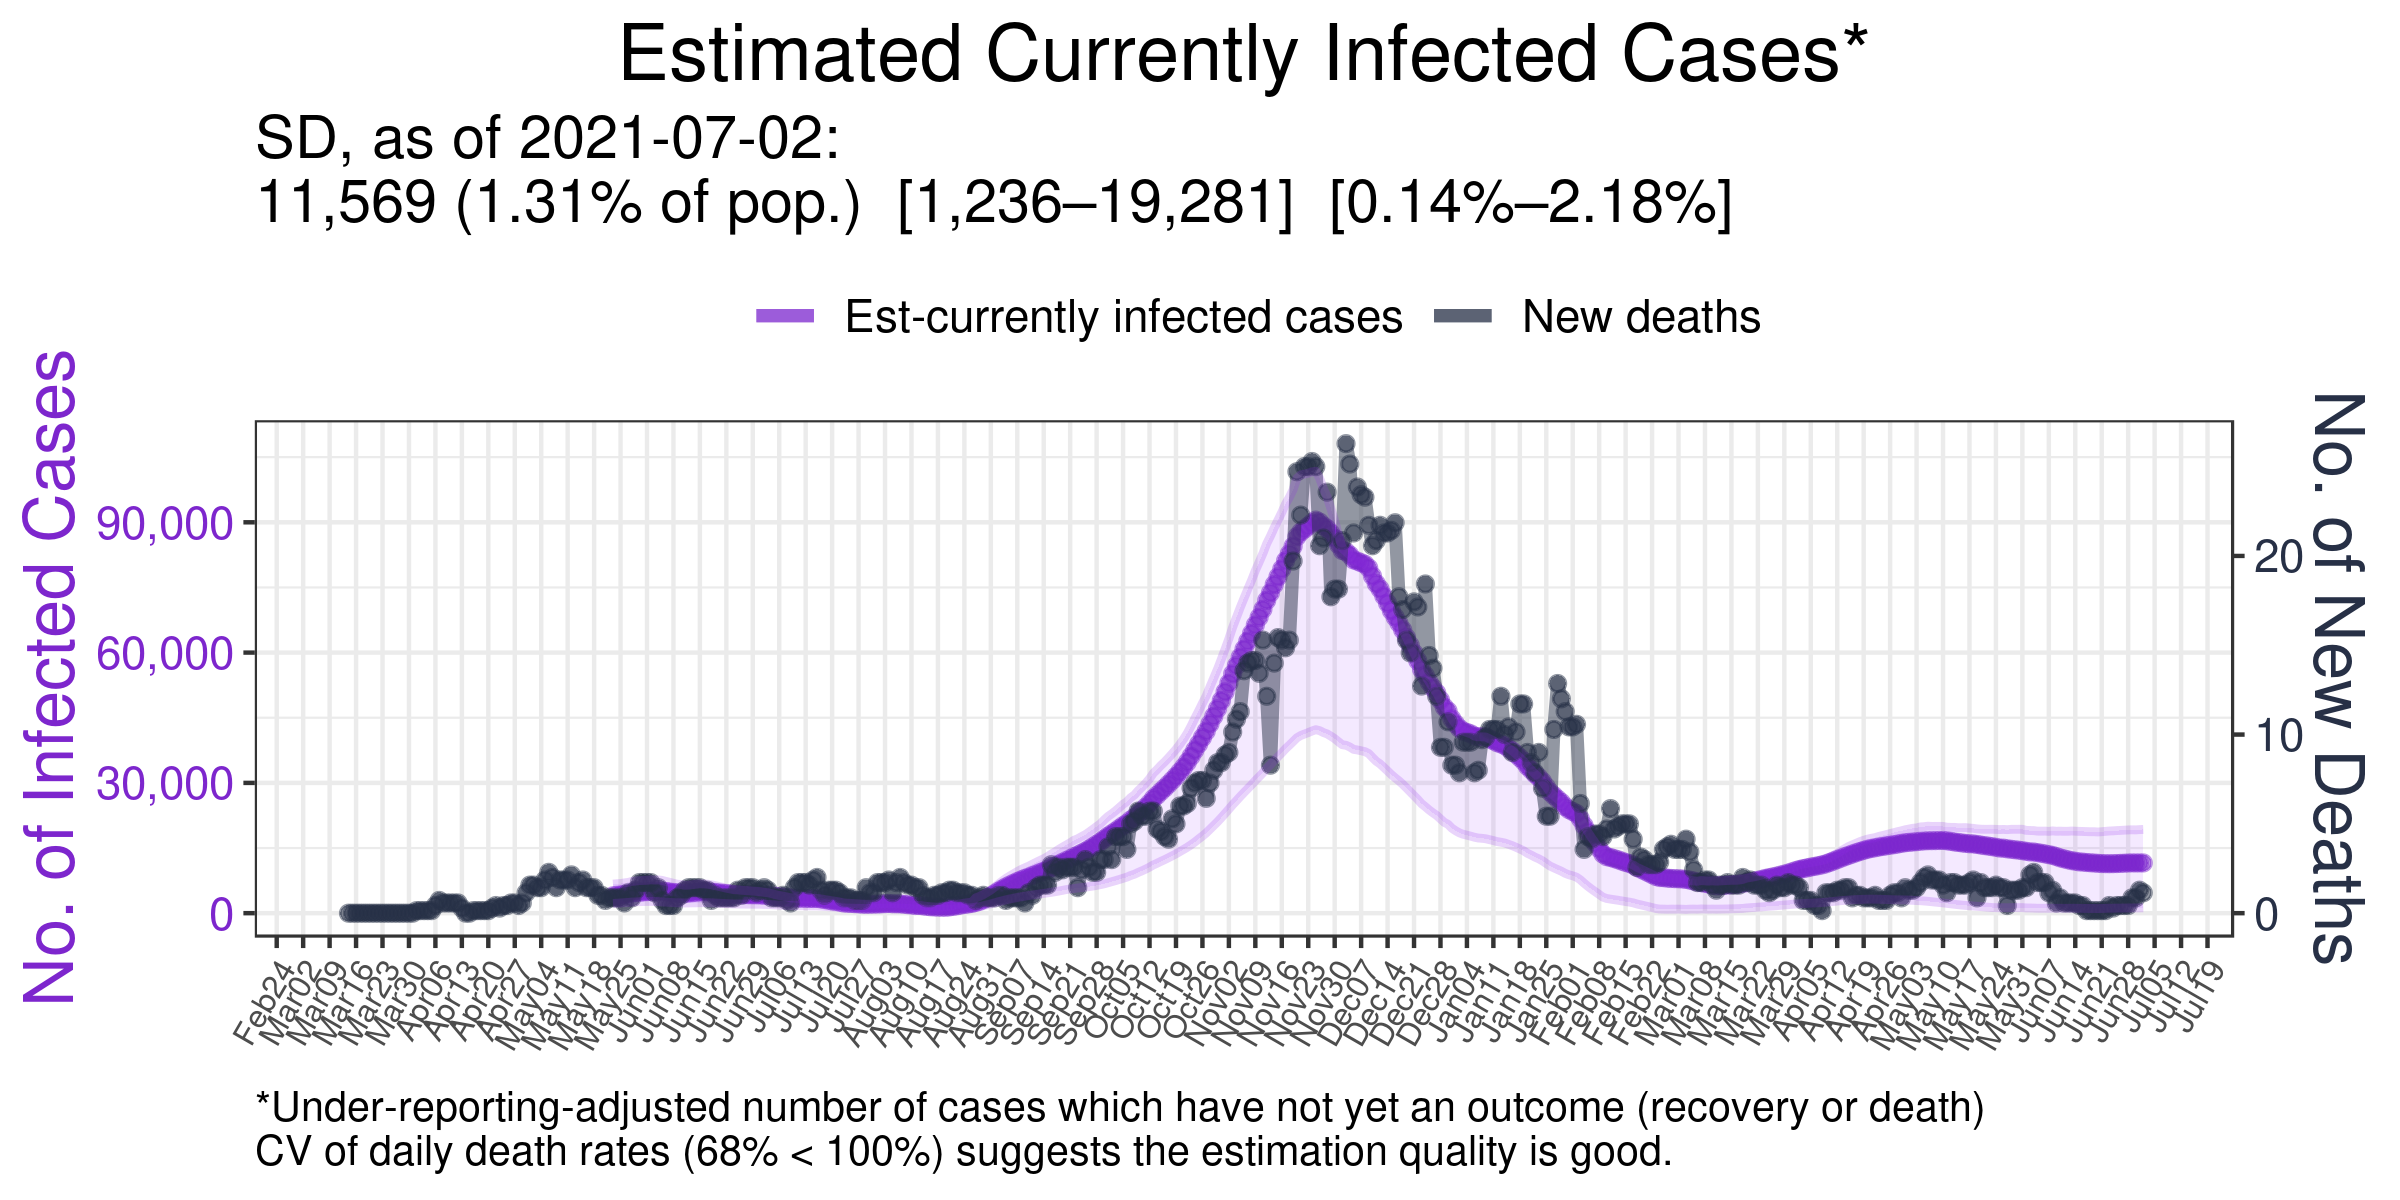 Estimated Currently Infected Cases*
SD, as of 2021-07-02:
11,569 (1.31% of pop.) [1,236–19,281] [0.14%–2.18%]
Est-currently infected cases
New deaths
No. of Infected Cases
90,000
60,000
30,000
0
20
10
0
No. of New Deaths
Feb24
Mar02
Mar09
Mar16
Mar23
Mar30
Apr06
Apr13
Apr20
Apr27
May04
May11
May18
May25
Jun01
Jun08
Jun15
Jun22
Jun29
Jul06
Jul13
Jul20
Jul27
Aug03
Aug10
Aug17
Aug24
Aug31
Sep07
Sep14
Sep21
Sep28
Oct05
Oct12
Oct19
Oct26
Nov02
Nov09
Nov16
Nov23
Nov30
Dec07
Dec14
Dec21
Dec28
Jan04
Jan11
Jan18
Jan25
Feb01
Feb08
Feb15
Feb22
Mar01
Mar08
Mar15
Mar22
Mar29
Apr05
Apr12
Apr19
Apr26
May03
May10
May17
May24
May31
Jun07
Jun14
Jun21
Jun28
Jul05
Jul12
Jul19
*Under-reporting-adjusted number of cases which have not yet an outcome (recovery or death)
CV of daily death rates (68% < 100%) suggests the estimation quality is good.